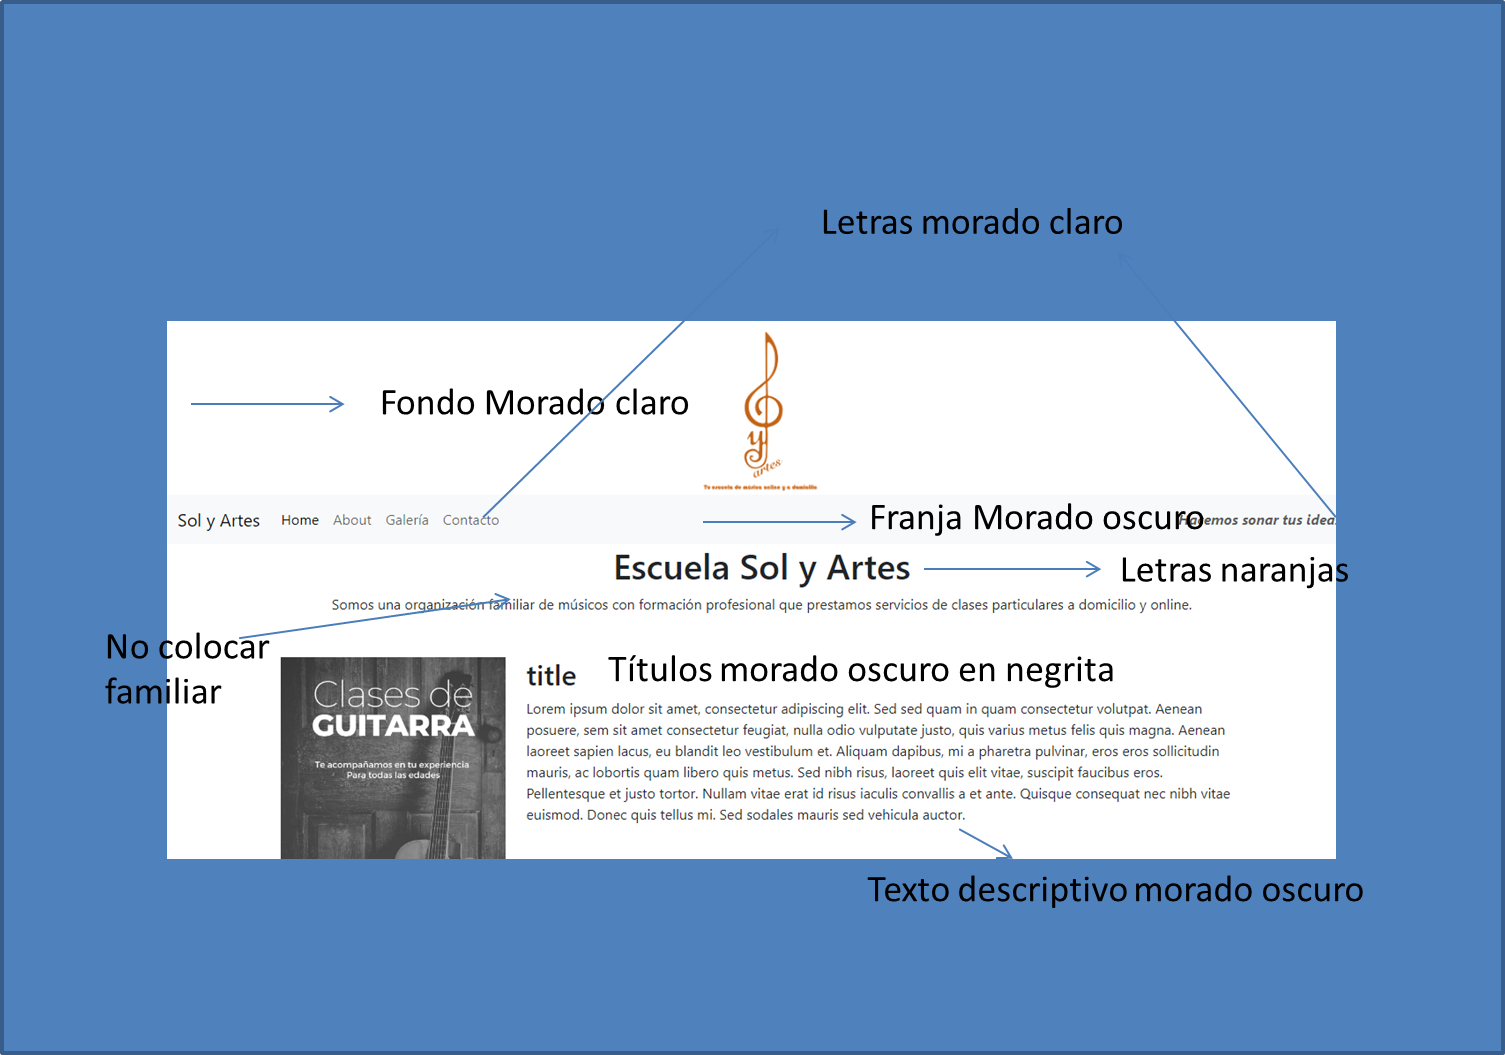 Letras morado claro
Fondo Morado claro
y
artes
Tu escuela de música online y a domicilio
Sol y Artes Home About Galería Contacto
Franja Morado oscuro
Hacemos sonar tus ideas
Escuela Sol y Artes
Letras naranjas
Somos una organización familiar de músicos con formación profesional que prestamos servicios de clases particulares a domicilio y online.
No colocar
familiar
Clases de
GUITARRA
Te acompañamos en tu experiencia
Para todas las edades
title
Títulos morado oscuro en negrita
Lorem ipsum dolor sit amet, consectetur adipiscing elit. Sed sed quam in quam consectetur volutpat. Aenean
posuere, sem sit amet consectetur feugiat, nulla odio vulputate justo, quis varius metus felis quis magna. Aenean
laoreet sapien lacus, eu blandit leo vestibulum et. Aliquam dapibus, mi a pharetra pulvinar, eros eros sollicitudin
mauris, ac lobortis quam libero quis metus. Sed nibh risus, laoreet quis elit vitae, suscipit faucibus eros.
Pellentesque et justo tortor. Nullam vitae erat id risus iaculis convallis a et ante. Quisque consequat nec nibh vitae
euismod. Donec quis tellus mi. Sed sodales mauris sed vehicula auctor.
Texto descriptivo morado oscuro